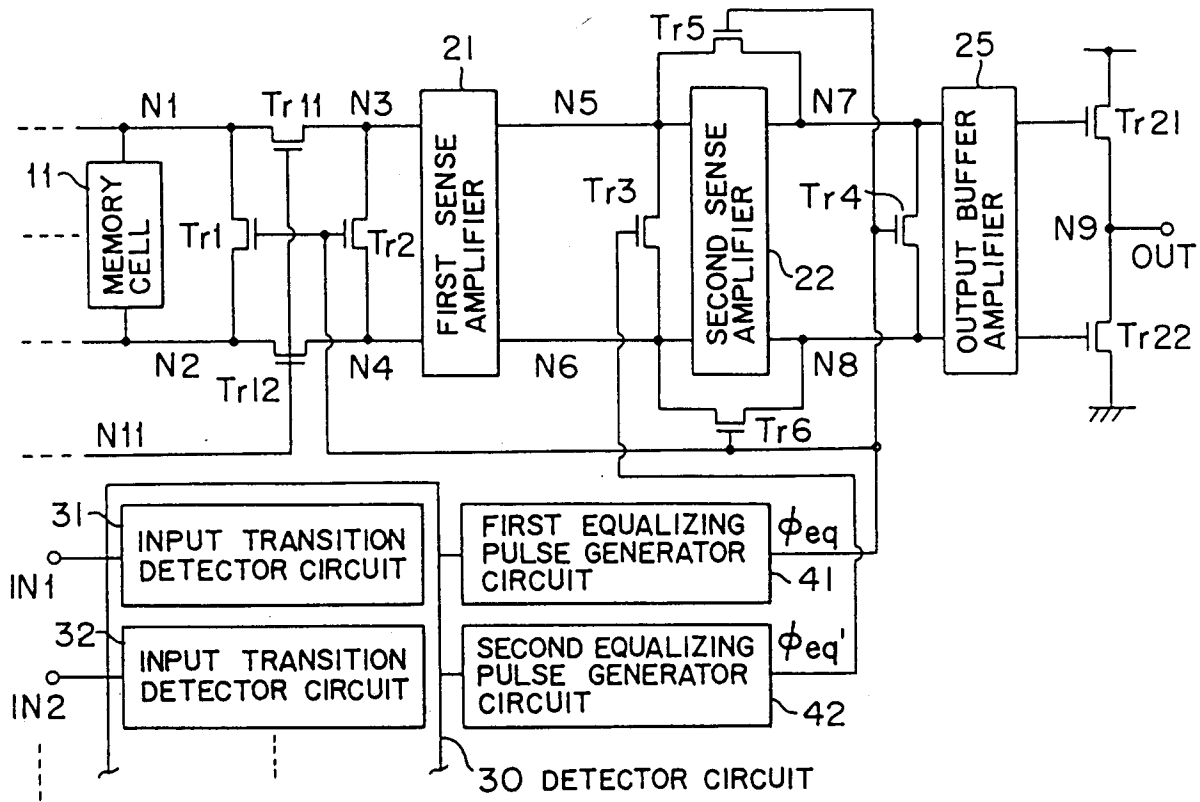 Tr5
21
25
N1
Tr11
N3
N5
N7
Tr21
11
MEMORY CELL
Tr1
Tr2
FIRST SENSE AMPLIFIER
Tr3
SECOND SENSE AMPLIFIER
22
Tr4
OUTPUT BUFFER AMPLIFIER
N9
OUT
N2
Tr12
N4
N6
N8
Tr22
Tr6
N11
31
INPUT TRANSITION
DETECTOR CIRCUIT
FIRST EQUALIZING
PULSE GENERATOR
CIRCUIT
ϕeq
41
IN1
32
INPUT TRANSITION
DETECTOR CIRCUIT
SECOND EQUALIZING
PULSE GENERATOR
CIRCUIT
ϕeq'
42
IN2
30 DETECTOR CIRCUIT